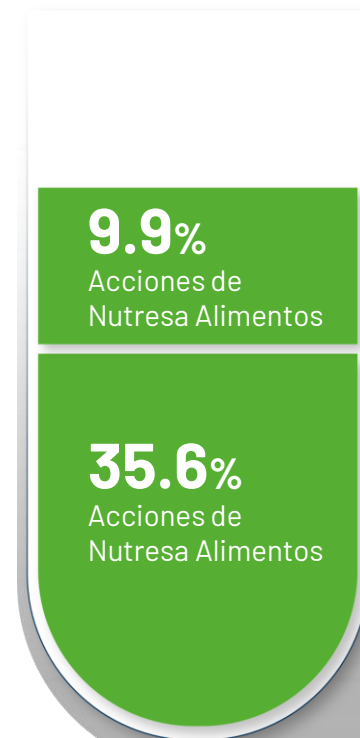 9.9%
Acciones de
Nutresa Alimentos
35.6%
Acciones de
Nutresa Alimentos